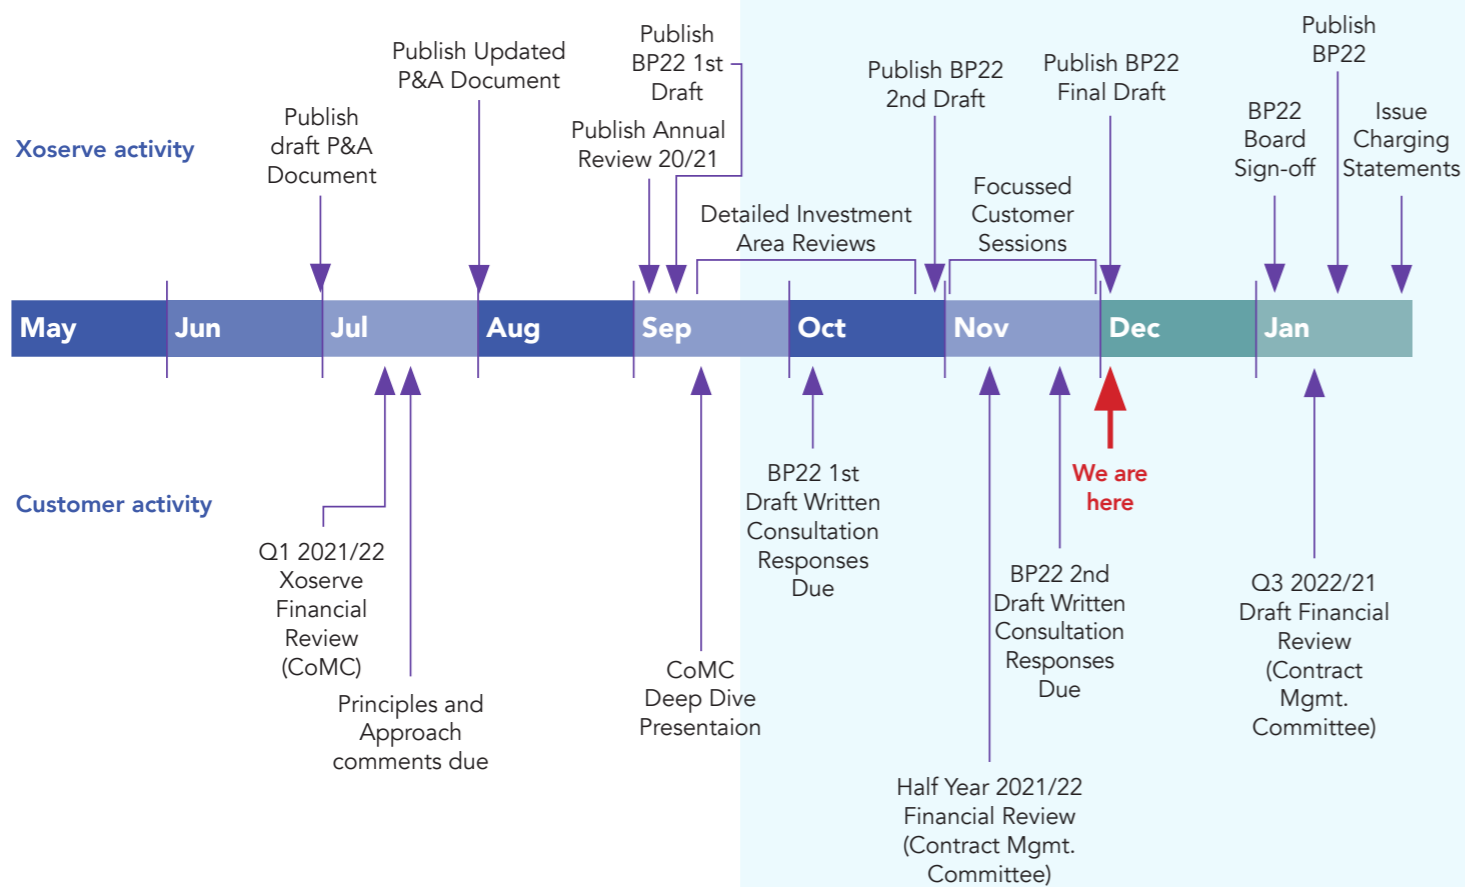 Xoserve activity
Publish
draft P&A
Document
Publish Updated
P&A Document
Publish
BP22 1st
Draft
Publish Annual
Review 20/21
Detailed Investment
Area Reviews
Publish BP22
2nd Draft
Focussed
Customer
Sessions
Publish BP22
Final Draft
BP22
Board
Sign-off
Publish
BP22
Issue
Charging
Statements
May
Jun
Jul
Aug
Sep
Oct
Nov
Dec
Jan
Customer activity
Q1 2021/22
Xoserve
Financial
Review
(CoMC)
Principles and
Approach
comments due
CoMC
Deep Dive
Presentaion
BP22 1st
Draft Written
Consultation
Responses
Due
Half Year 2021/22
Financial Review
(Contract Mgmt.
Committee)
BP22 2nd
Draft Written
Consultation
Responses
Due
We are
here
Q3 2022/21
Draft Financial
Review
(Contract
Mgmt.
Committee)